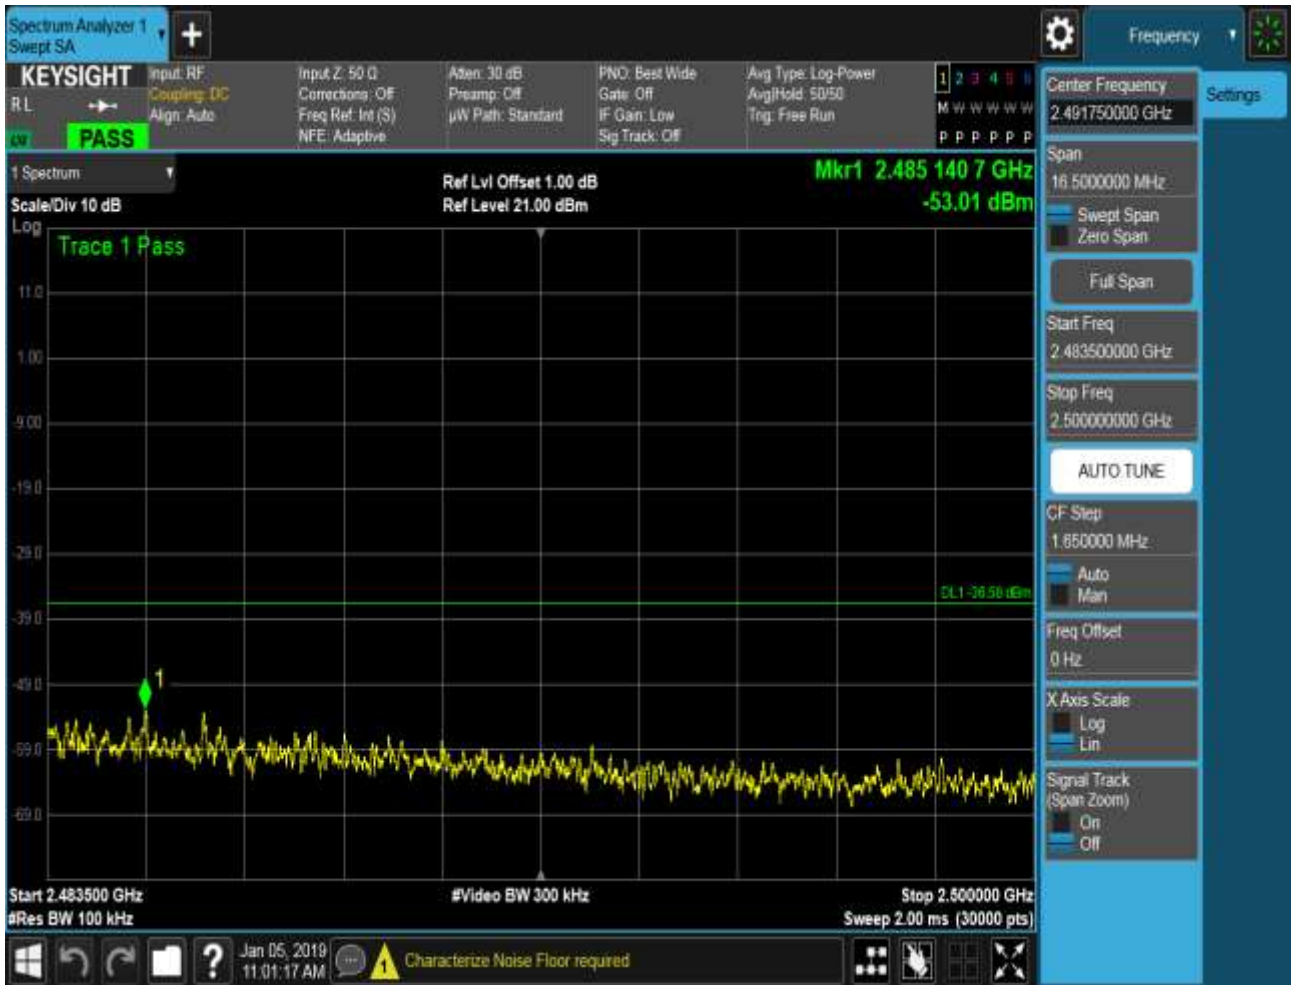 Spectrum Analyzer 1
Swept SA
+
Frequency
KEYSIGHT
RL
PASS
Input: RF
Coupling: DC
Align: Auto
Input Z: 50 Ω
Corrections: Off
Freq Ref: Int (S)
NFE: Adaptive
Atten: 30 dB
Preamp: Off
µW Path: Standard
PNO: Best Wide
Gate: Off
IF Gain: Low
Sig Track: Off
Avg Type: Log-Power
Avg|Hold: 50/50
Trig: Free Run
1 2 3 4 5 6
M W W W W W
P P P P P P
1 Spectrum
Scale/Div 10 dB
Ref Lvl Offset 1.00 dB
Ref Level 21.00 dBm
Mkr1 2.485 140 7 GHz
-53.01 dBm
Log
Trace 1 Pass
11.0
1.00
-9.00
-19.0
-29.0
DL1 -36.58 dBm
-39.0
-49.0
1
-59.0
-69.0
Start 2.483500 GHz
#Video BW 300 kHz
Stop 2.500000 GHz
#Res BW 100 kHz
Sweep 2.00 ms (30000 pts)
?
Jan 05, 2019
11:01:17 AM
1
Characterize Noise Floor required
Center Frequency
2.491750000 GHz
Settings
Span
16.5000000 MHz
Swept Span
Zero Span
Full Span
Start Freq
2.483500000 GHz
Stop Freq
2.500000000 GHz
AUTO TUNE
CF Step
1.650000 MHz
Auto
Man
Freq Offset
0 Hz
X Axis Scale
Log
Lin
Signal Track
(Span Zoom)
On
Off